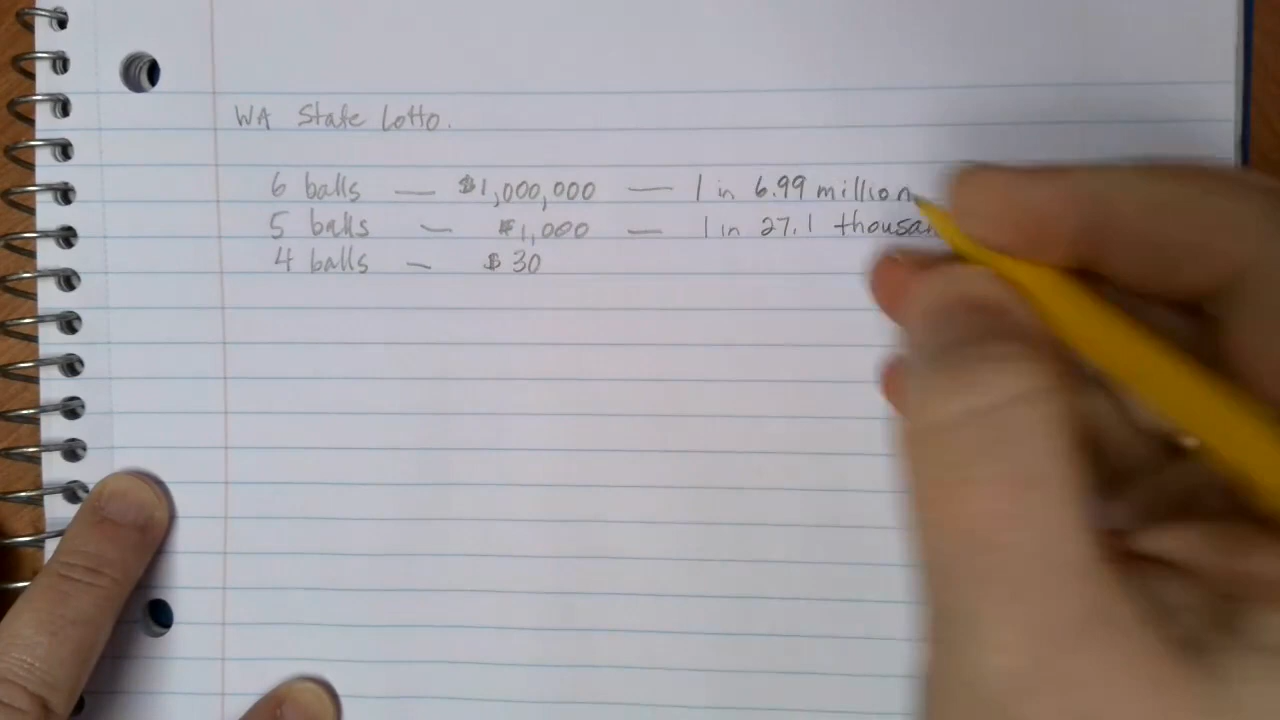 WA State Lotto.
6 balls — $1,000,000 — 1 in 6.99 million
5 balls — $1,000 — 1 in 27.1
4 balls — $30